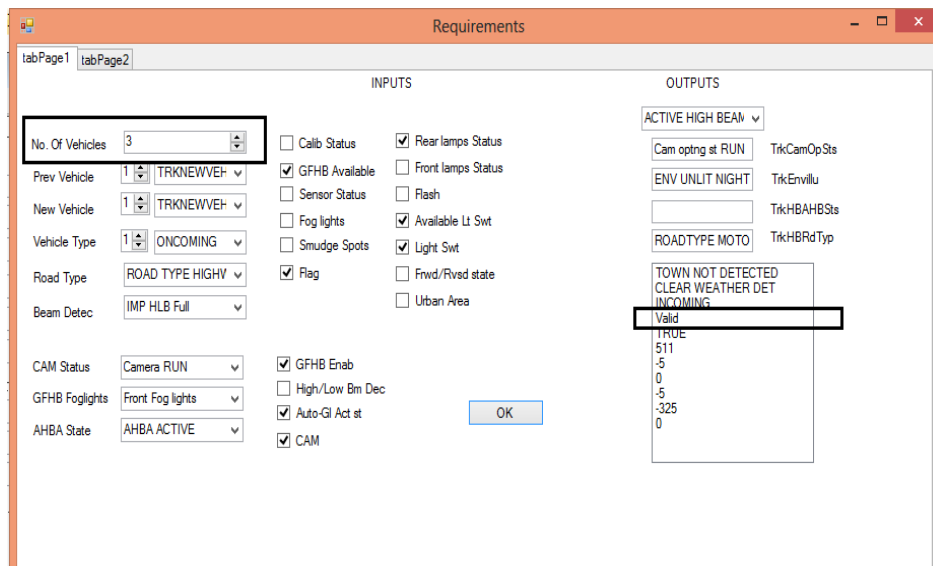 Requirements
tabPage1 tabPage2
INPUTS
OUTPUTS
No. Of Vehicles 3
Prev Vehicle 1 TRKNEWVEH
New Vehicle 1 TRKNEWVEH
Vehicle Type 1 ONCOMING
Road Type ROAD TYPE HIGHV
Beam Detec IMP HLB Full
CAM Status Camera RUN
GFHB Foglights Front Fog lights
AHBA State AHBA ACTIVE
Calib Status
GFHB Available
Sensor Status
Fog lights
Smudge Spots
Flag
Rear lamps Status
Front lamps Status
Flash
Available Lt Swt
Light Swt
Frwd/Rvsd state
Urban Area
GFHB Enab
High/Low Bm Dec
Auto-Gl Act st
CAM
OK
ACTIVE HIGH BEAM
Cam optng st RUN TrkCamOpSts
ENV UNLIT NIGHT TrkEnvillu
TrkHBAHBSts
ROADTYPE MOTO TrkHBRdTyp
TOWN NOT DETECTED
CLEAR WEATHER DET
INCOMING
Valid
TRUE
511
-5
0
-5
-325
0